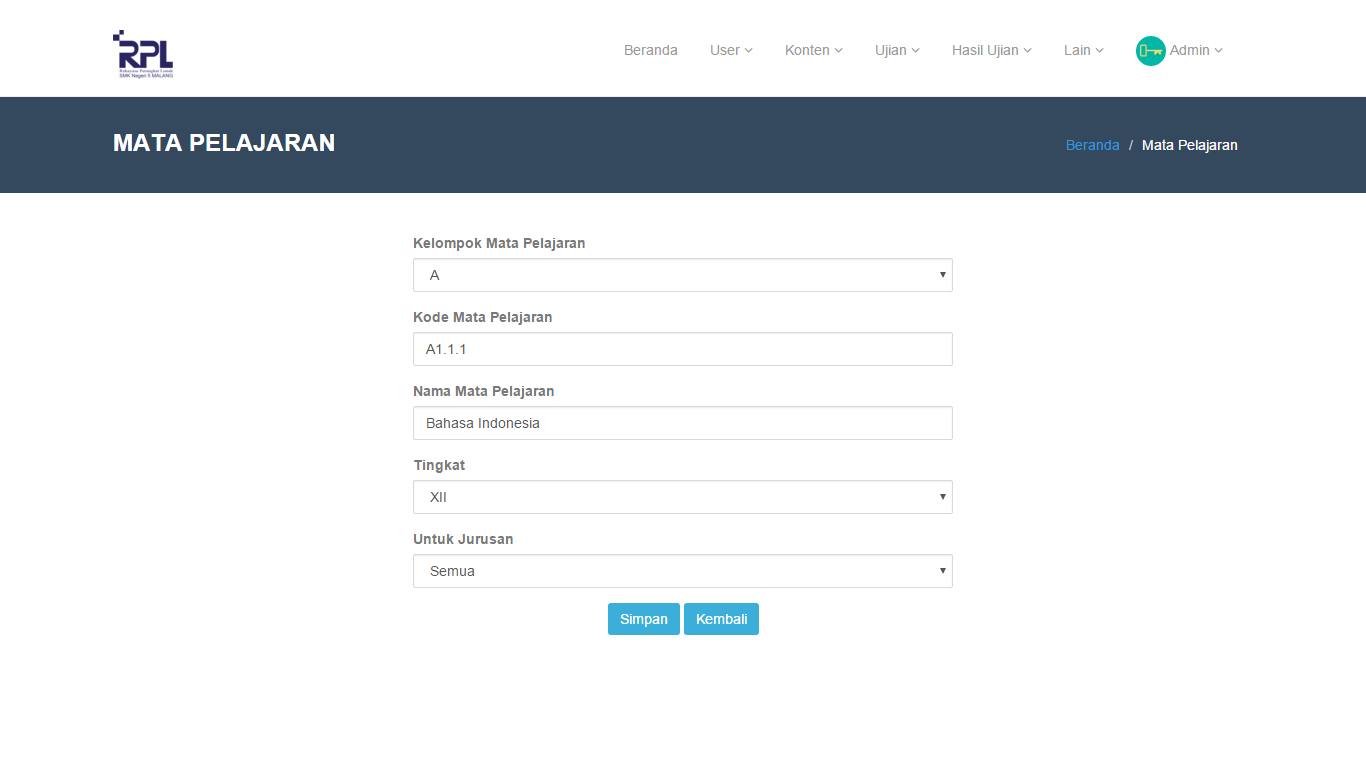 RPL
Rekayasa Perangkat Lunak
SMK Negeri 5 MALANG
Beranda User Konten Ujian Hasil Ujian Lain Admin
MATA PELAJARAN
Beranda / Mata Pelajaran
Kelompok Mata Pelajaran
A
Kode Mata Pelajaran
A1.1.1
Nama Mata Pelajaran
Bahasa Indonesia
Tingkat
XII
Untuk Jurusan
Semua
Simpan Kembali